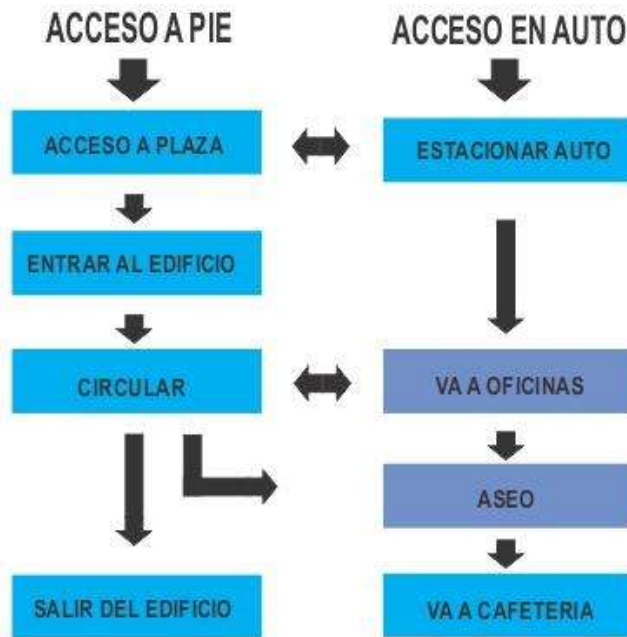 ACCESO A PIE
ACCESO EN AUTO
ACCESO A PLAZA
ESTACIONAR AUTO
ENTRAR AL EDIFICIO
CIRCULAR
VA A OFICINAS
ASEO
SALIR DEL EDIFICIO
VA A CAFETERIA